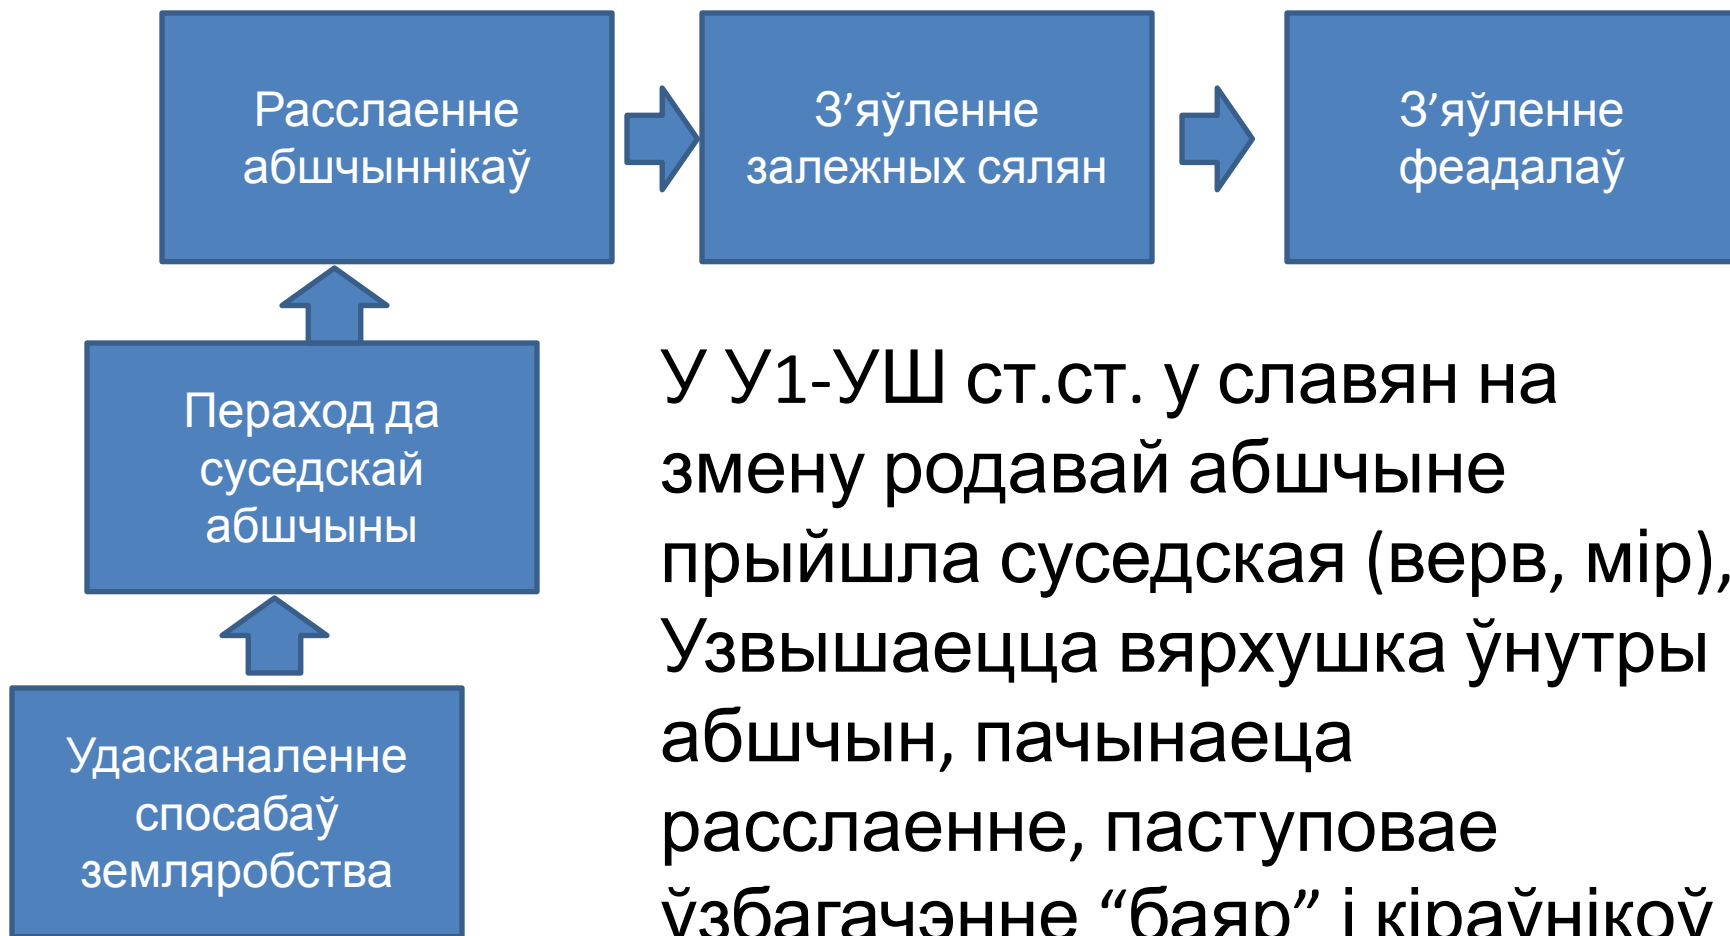 Расслаенне
абшчыннікаў
З’яўленне
залежных сялян
З’яўленне
феадалаў
Пераход да
суседскай
абшчыны
Удасканаленне
спосабаў
земляробства
У У1-УШ ст.ст. у славян на
змену родавай абшчыне
прыйшла суседская (верв, мір),
Узвышаецца вярхушка ўнутры
абшчын, пачынаеца
расслаенне, паступовае
ўзбагачэнне “баяр” і кіраўнікоў